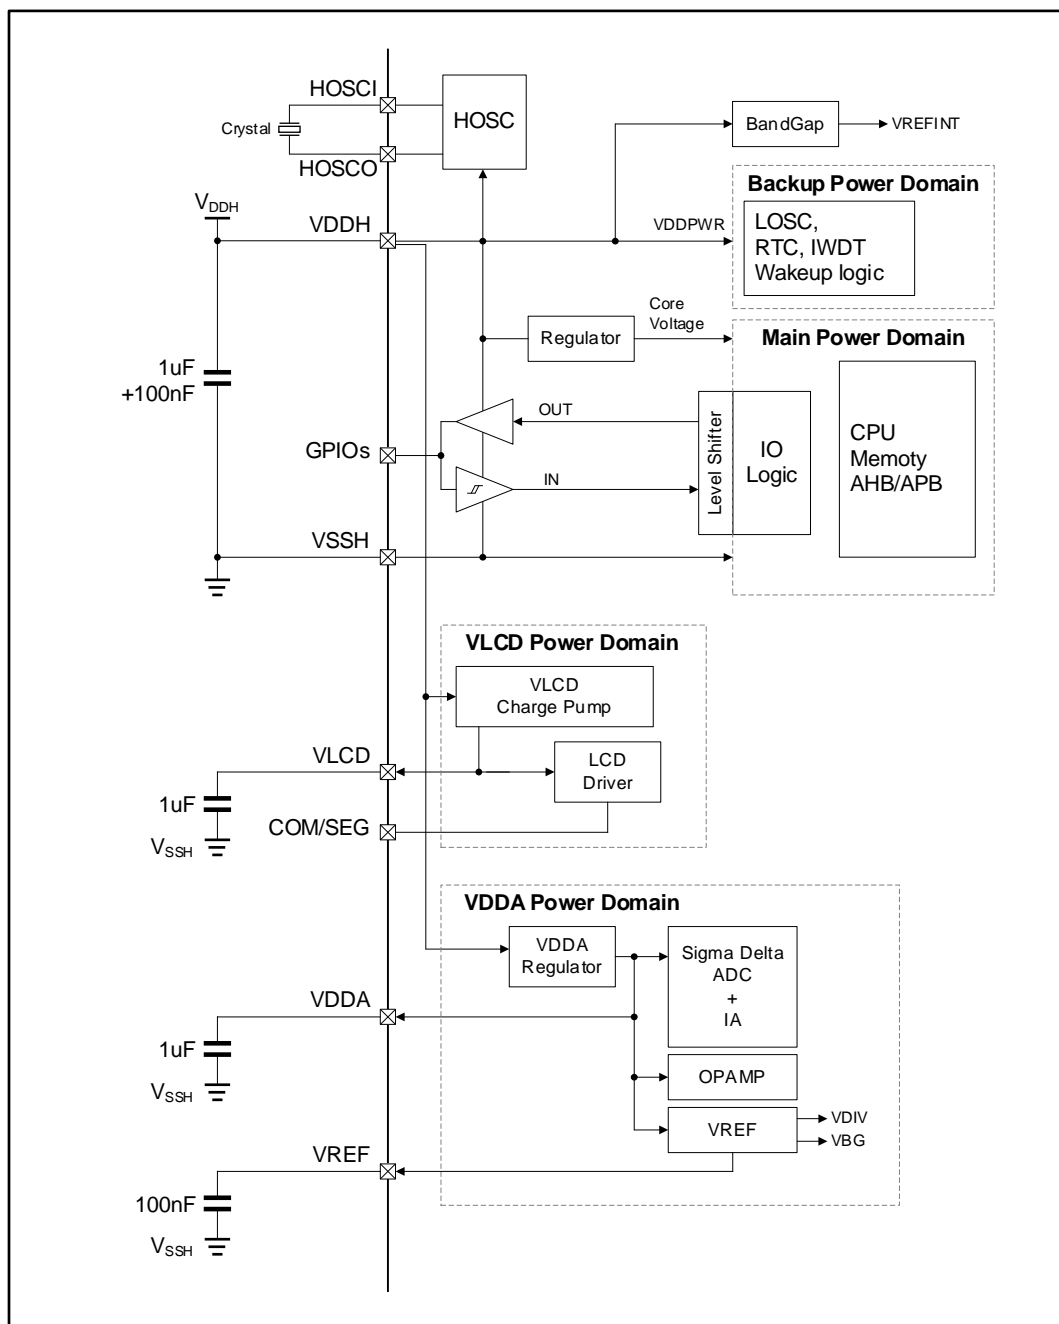 HOSCI
HOSC
Crystal
HOSCO
BandGap
VREFINT
Backup Power Domain
VDDH
VDDH
VDDPWR
LOSC,
RTC, IWDT
Wakeup logic
Core
Voltage
Regulator
Main Power Domain
1uF
+100nF
OUT
GPIOs
IN
Level Shifter
IO
Logic
CPU
Memoty
AHB/APB
VSSH
VLCD Power Domain
VLCD
Charge Pump
VLCD
LCD
Driver
1uF
COM/SEG
VSSH
VDDA Power Domain
VDDA
Regulator
Sigma Delta
ADC
+
IA
VDDA
1uF
OPAMP
VSSH
VREF
VDIV
VBG
VREF
100nF
VSSH